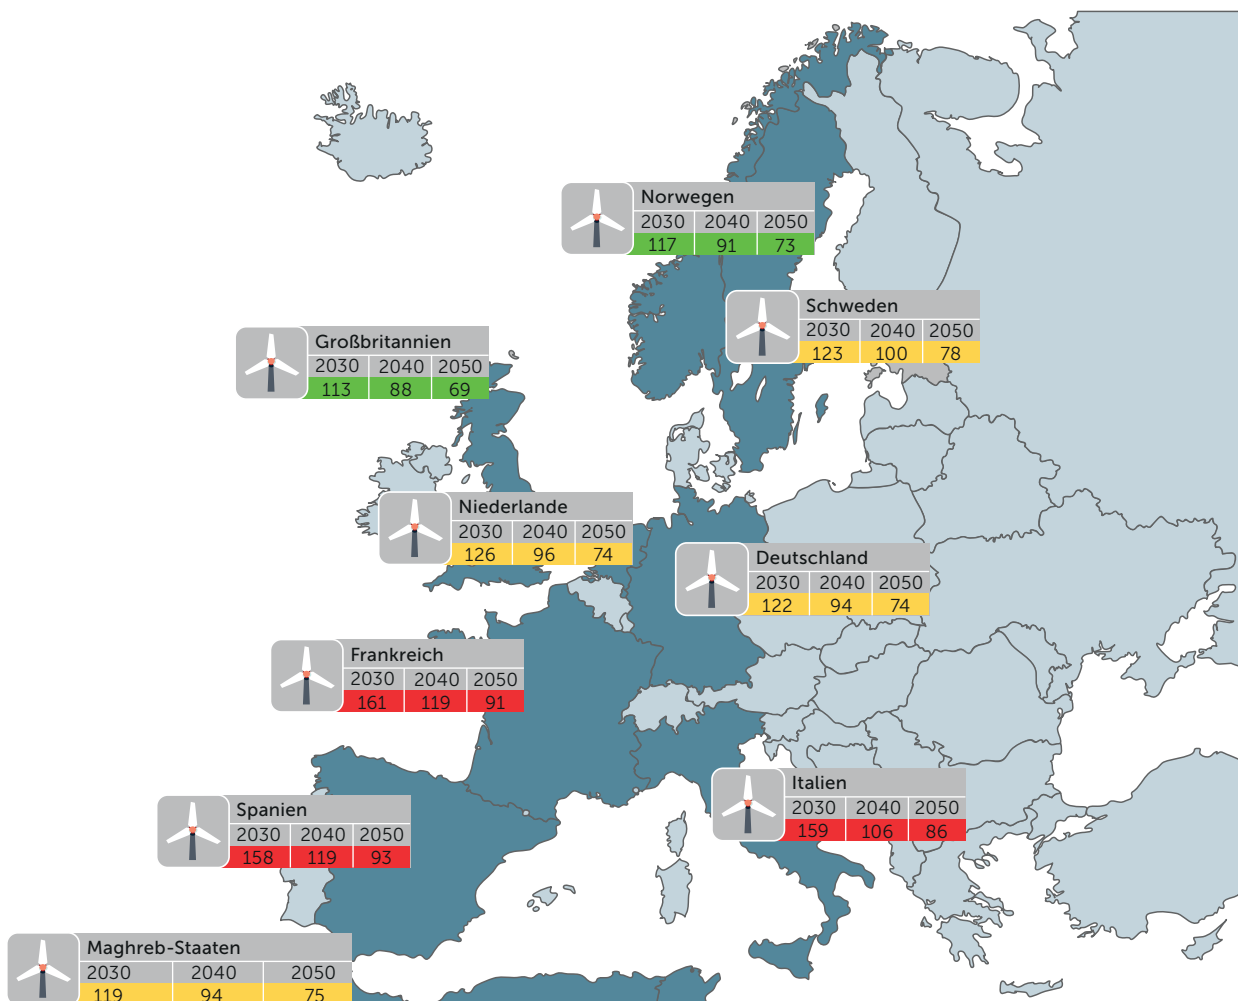 Norwegen
2030 2040 2050
117 91 73
Schweden
2030 2040 2050
123 100 78
Großbritannien
2030 2040 2050
113 88 69
Niederlande
2030 2040 2050
126 96 74
Deutschland
2030 2040 2050
122 94 74
Frankreich
2030 2040 2050
161 119 91
Italien
2030 2040 2050
159 106 86
Spanien
2030 2040 2050
158 119 93
Maghreb-Staaten
2030 2040 2050
119 94 75